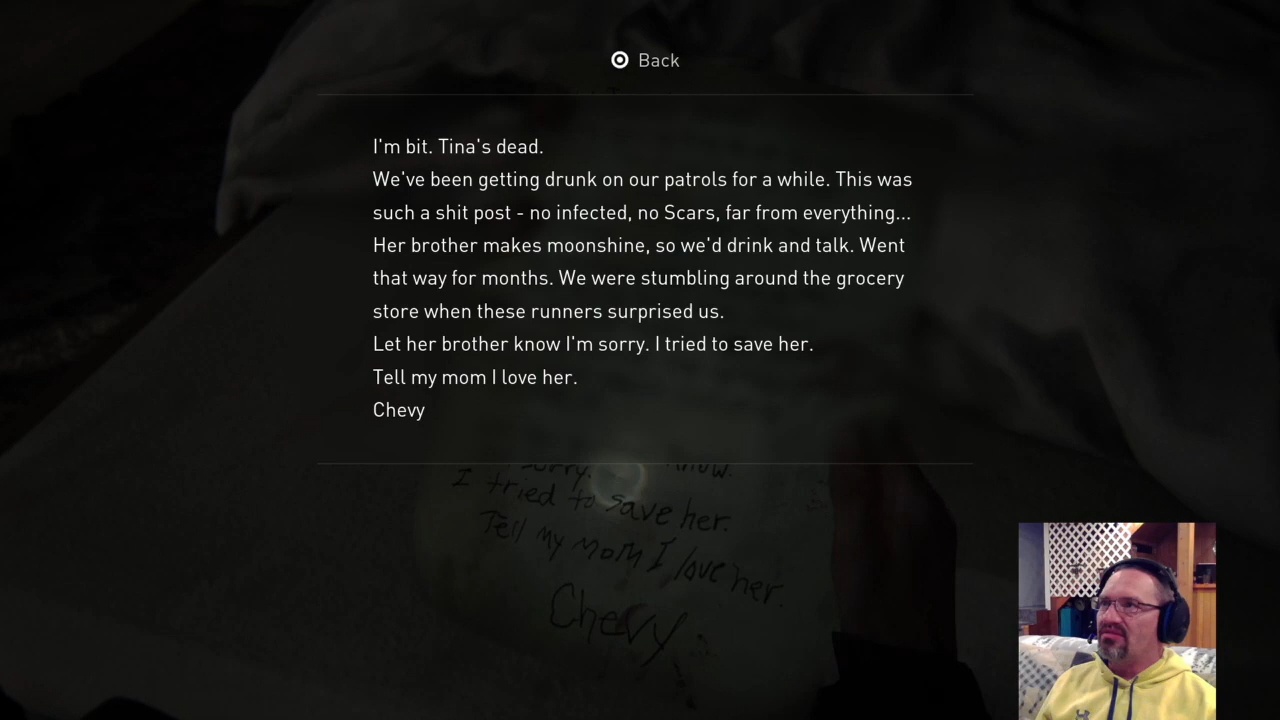 Back
I'm bit. Tina's dead.
We've been getting drunk on our patrols for a while. This was
such a shit post - no infected, no Scars, far from everything...
Her brother makes moonshine, so we'd drink and talk. Went
that way for months. We were stumbling around the grocery
store when these runners surprised us.
Let her brother know I'm sorry. I tried to save her.
Tell my mom I love her.
Chevy
sorry. know.
I tried to save her.
Tell my mom I love her.
Chevy